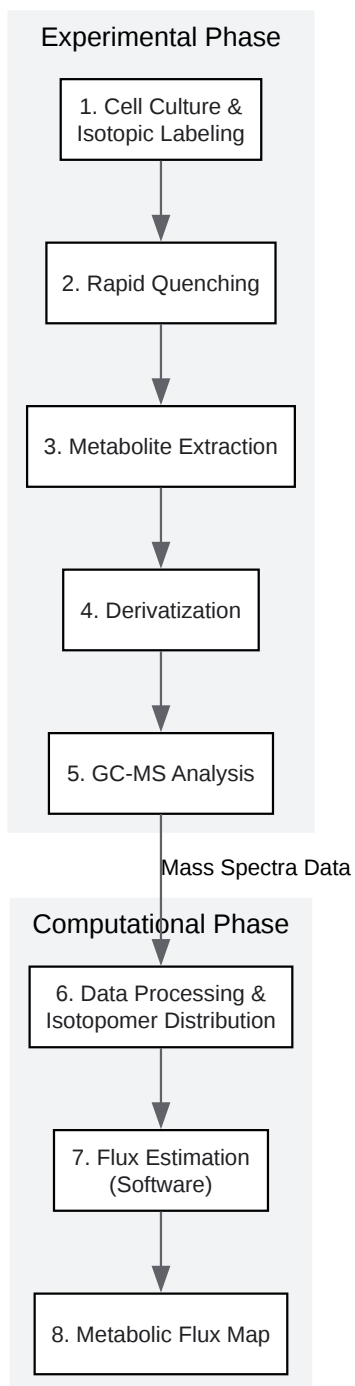 Experimental Phase
1. Cell Culture &
Isotopic Labeling
2. Rapid Quenching
3. Metabolite Extraction
4. Derivatization
5. GC-MS Analysis
Mass Spectra Data
Computational Phase
6. Data Processing &
Isotopomer Distribution
7. Flux Estimation
(Software)
8. Metabolic Flux Map